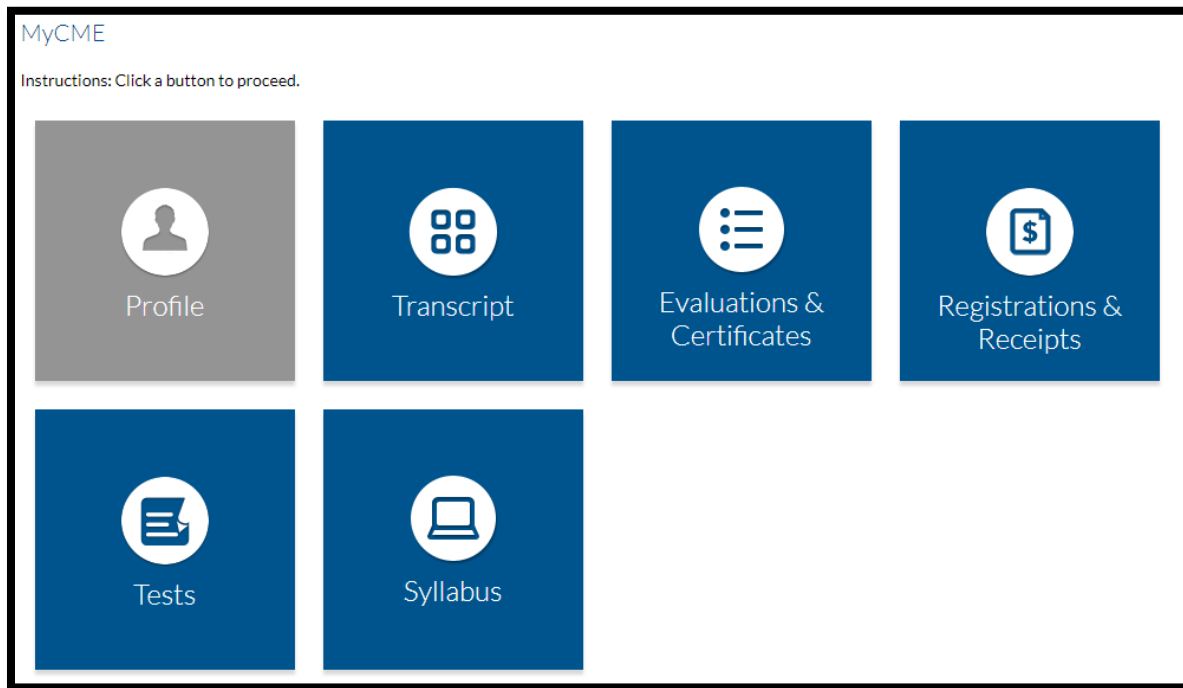 MyCME
Instructions: Click a button to proceed.
Profile
Transcript
Evaluations &
Certificates
$
Registrations &
Receipts
Tests
Syllabus